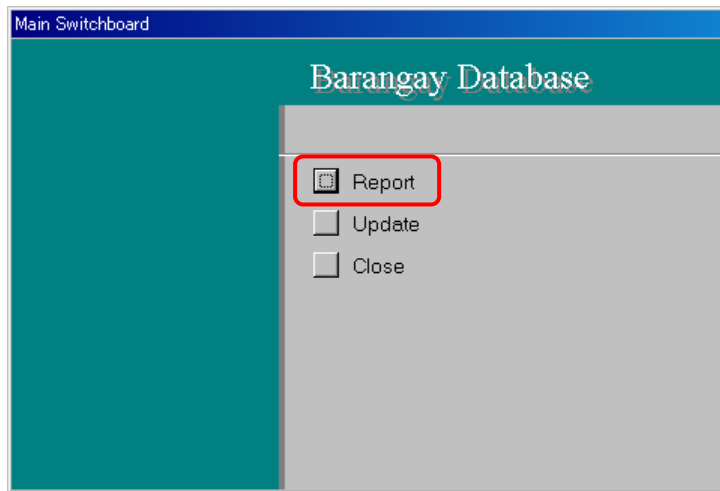 Main Switchboard
Barangay Database
Report
Update
Close